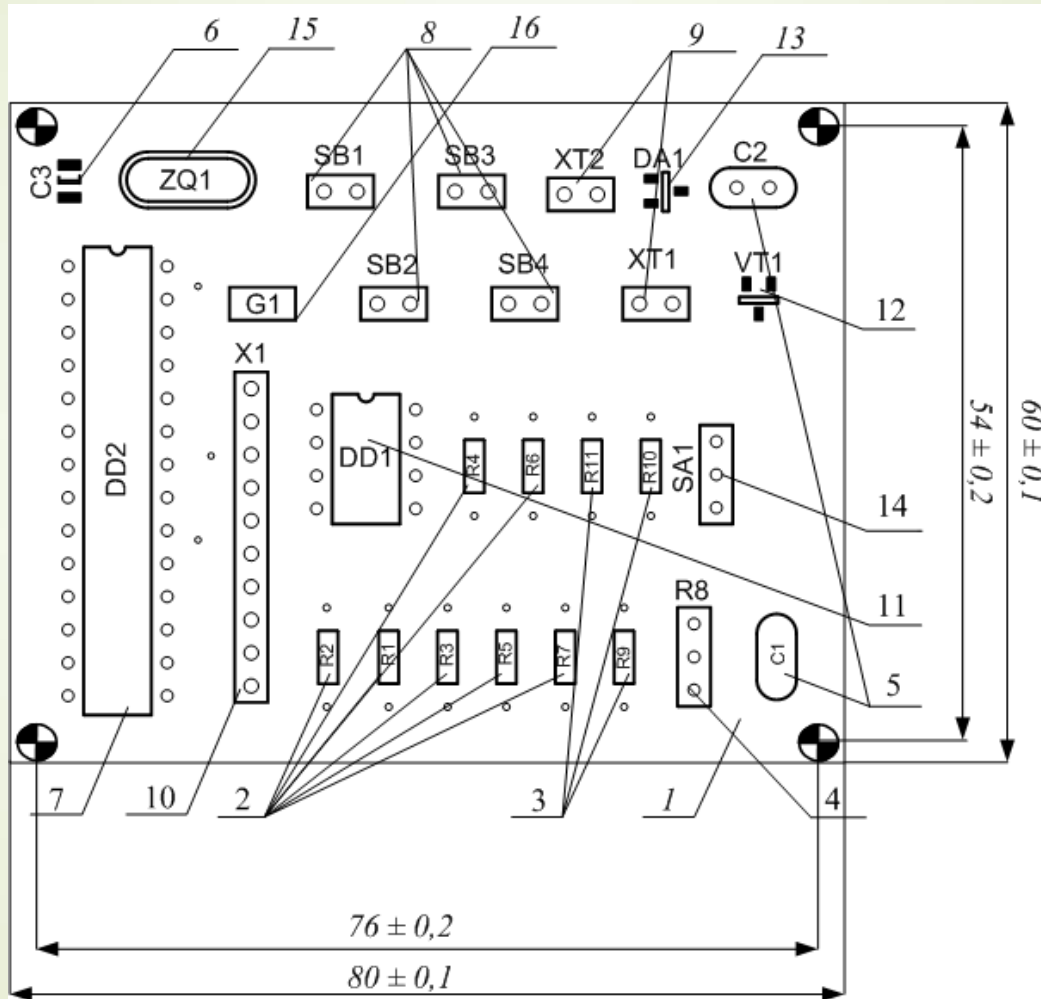 6 15 8 16 9 13
SB1 SB3 XT2 DA1 C2
C3 ZQ1
SB2 SB4 XT1 VT1
G1
12
X1
54 ± 0,2
60 ± 0,1
DD2 DD1 R4 R6 R11 R10 SA1
14
R8
11
R2 R1 R3 R5 R7 R9 C1
5
7 10 2 3 1 4
76 ± 0,2
80 ± 0,1